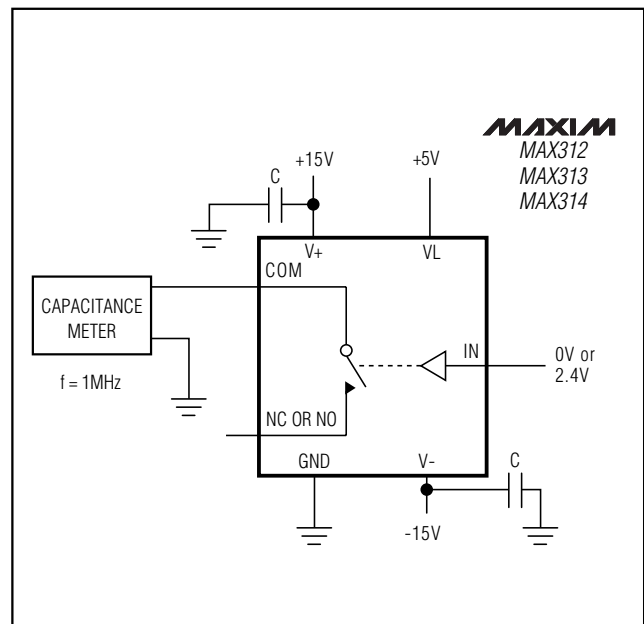 MAXIM
MAX312
MAX313
MAX314
+15V
+5V
C
V+
VL
COM
CAPACITANCE
METER
f = 1MHz
IN
0V or
2.4V
NC OR NO
GND
V-
C
-15V